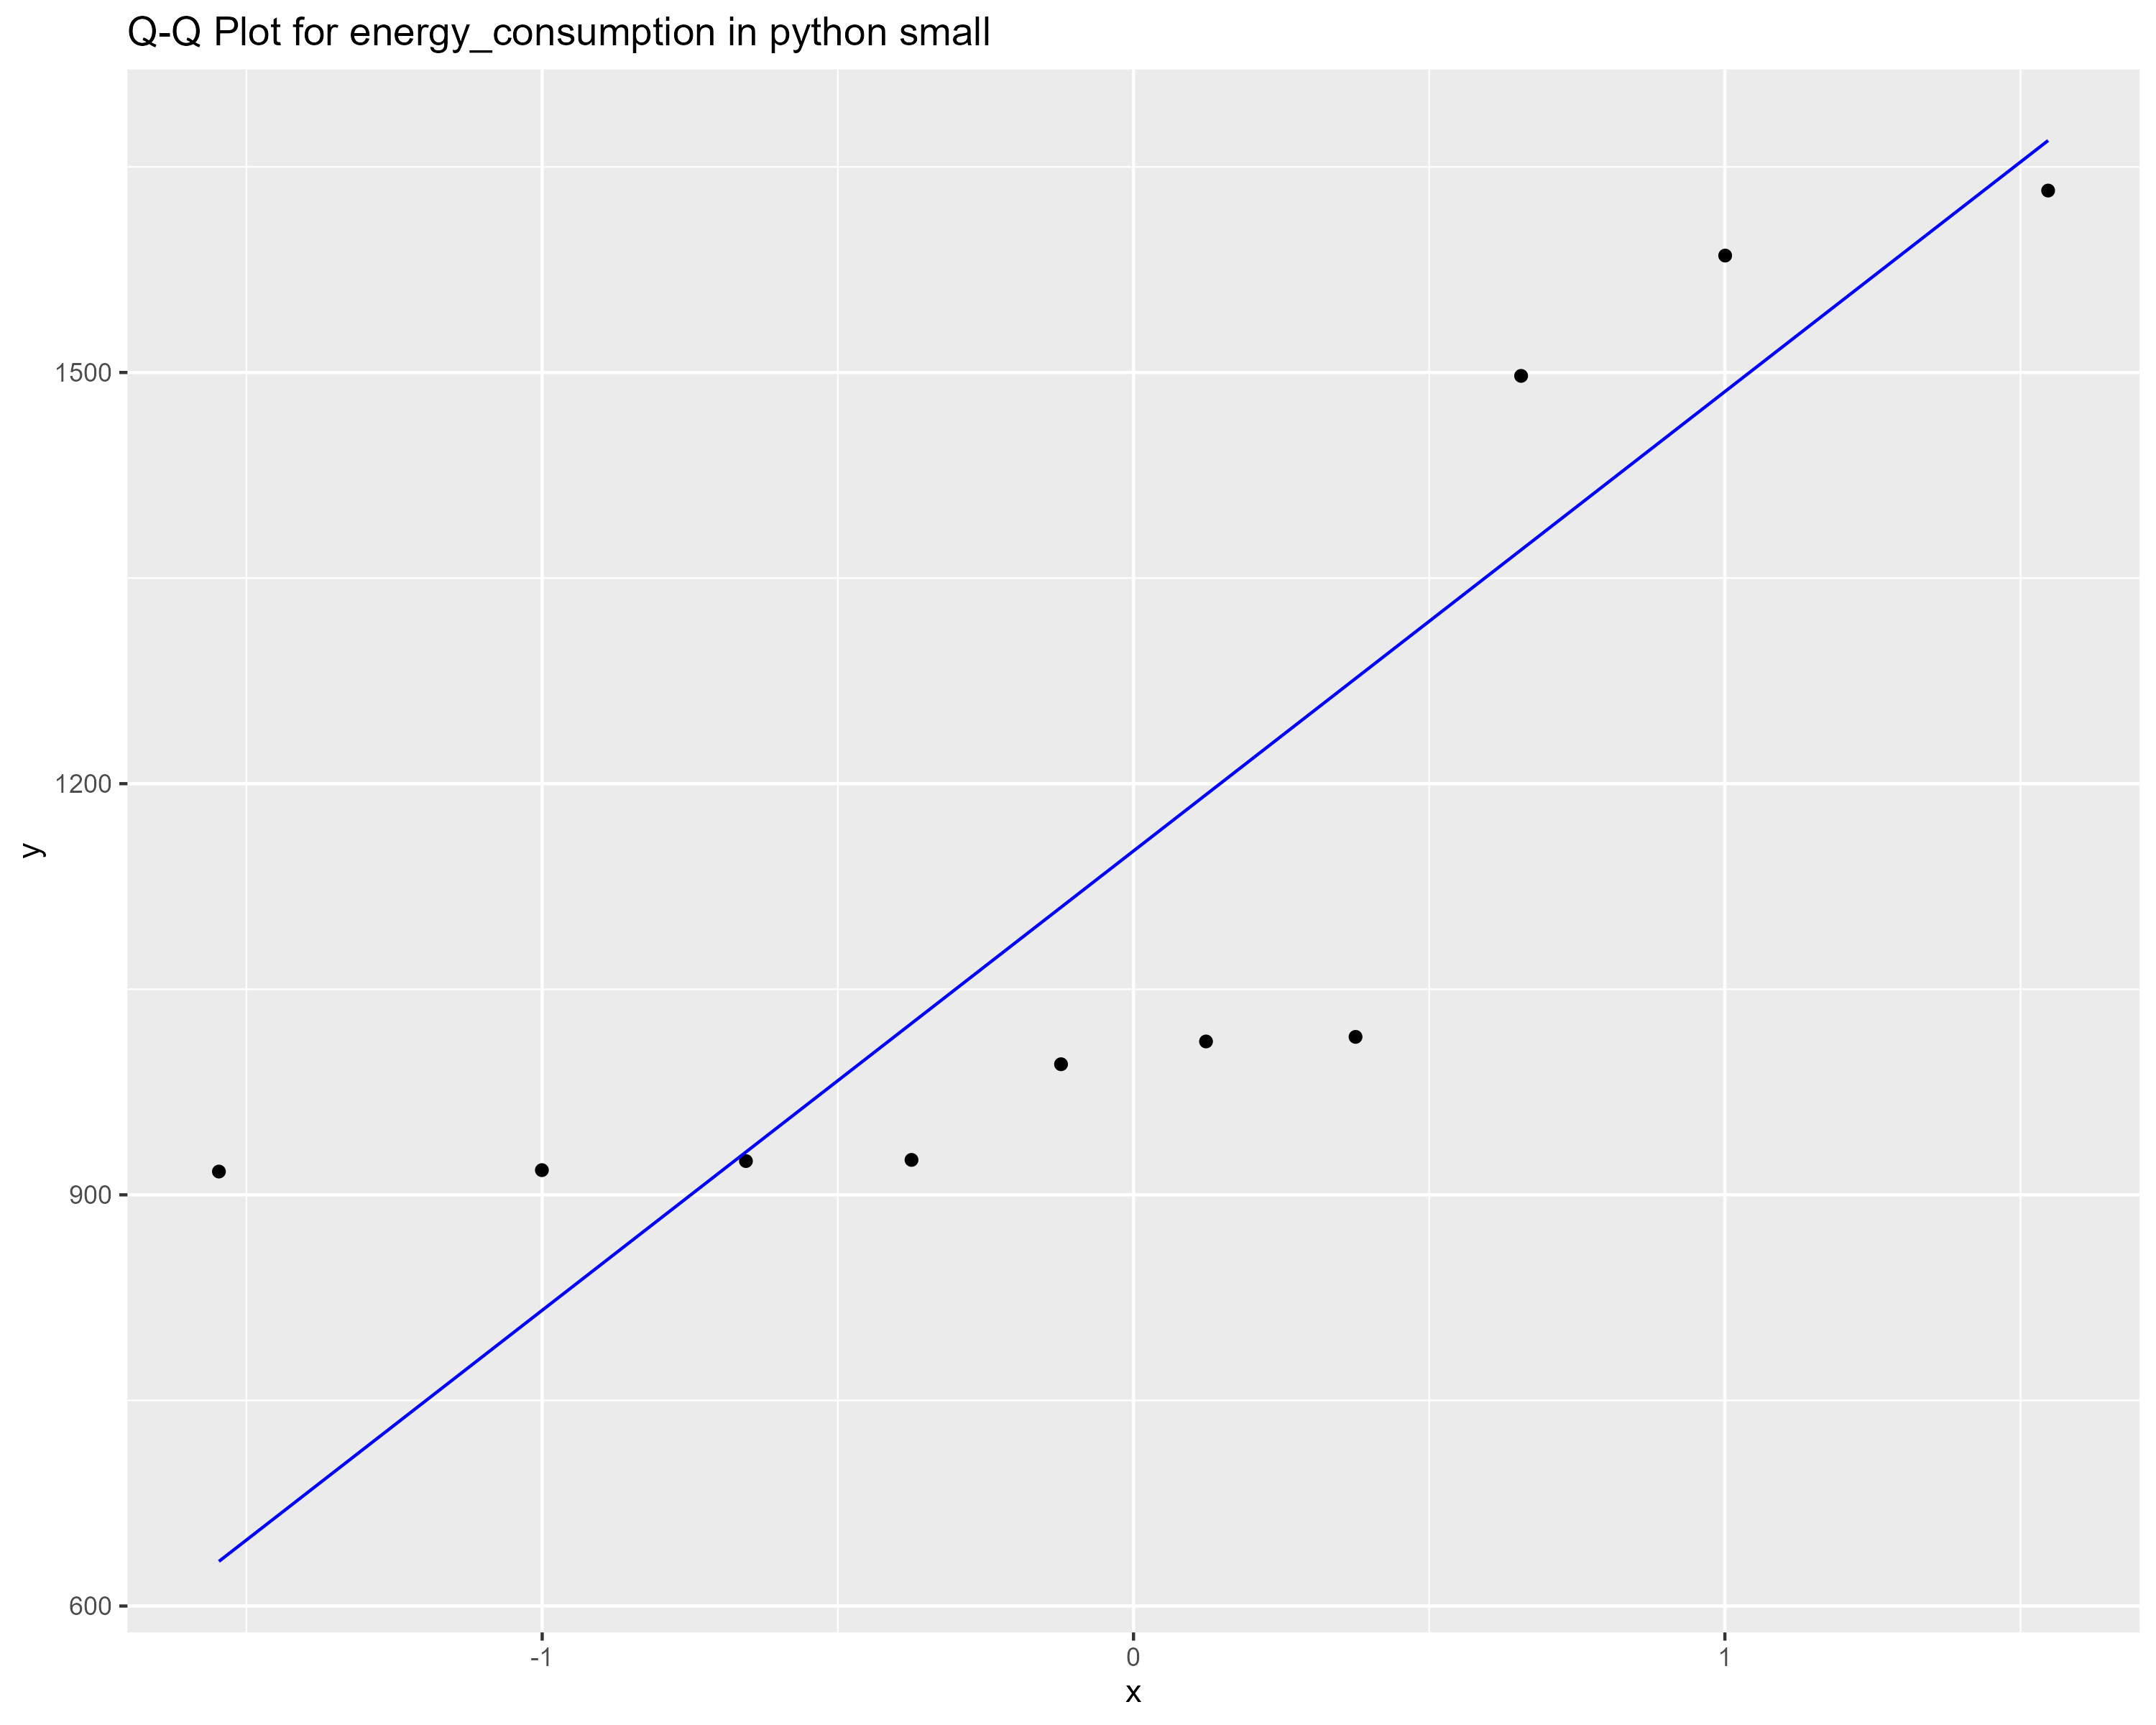 Q-Q Plot for energy_consumption in python small
1500
1200
900
600
y
-1
0
1
x